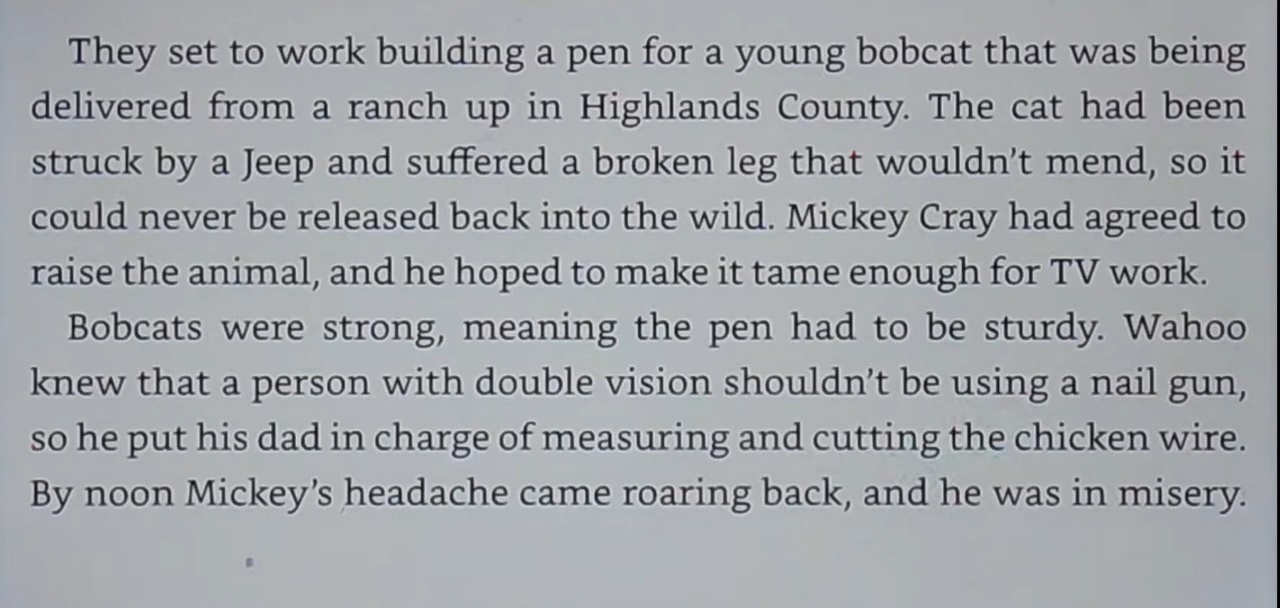 They set to work building a pen for a young bobcat that was being
delivered from a ranch up in Highlands County. The cat had been
struck by a Jeep and suffered a broken leg that wouldn’t mend, so it
could never be released back into the wild. Mickey Cray had agreed to
raise the animal, and he hoped to make it tame enough for TV work.
Bobcats were strong, meaning the pen had to be sturdy. Wahoo
knew that a person with double vision shouldn’t be using a nail gun,
so he put his dad in charge of measuring and cutting the chicken wire.
By noon Mickey’s headache came roaring back, and he was in misery.